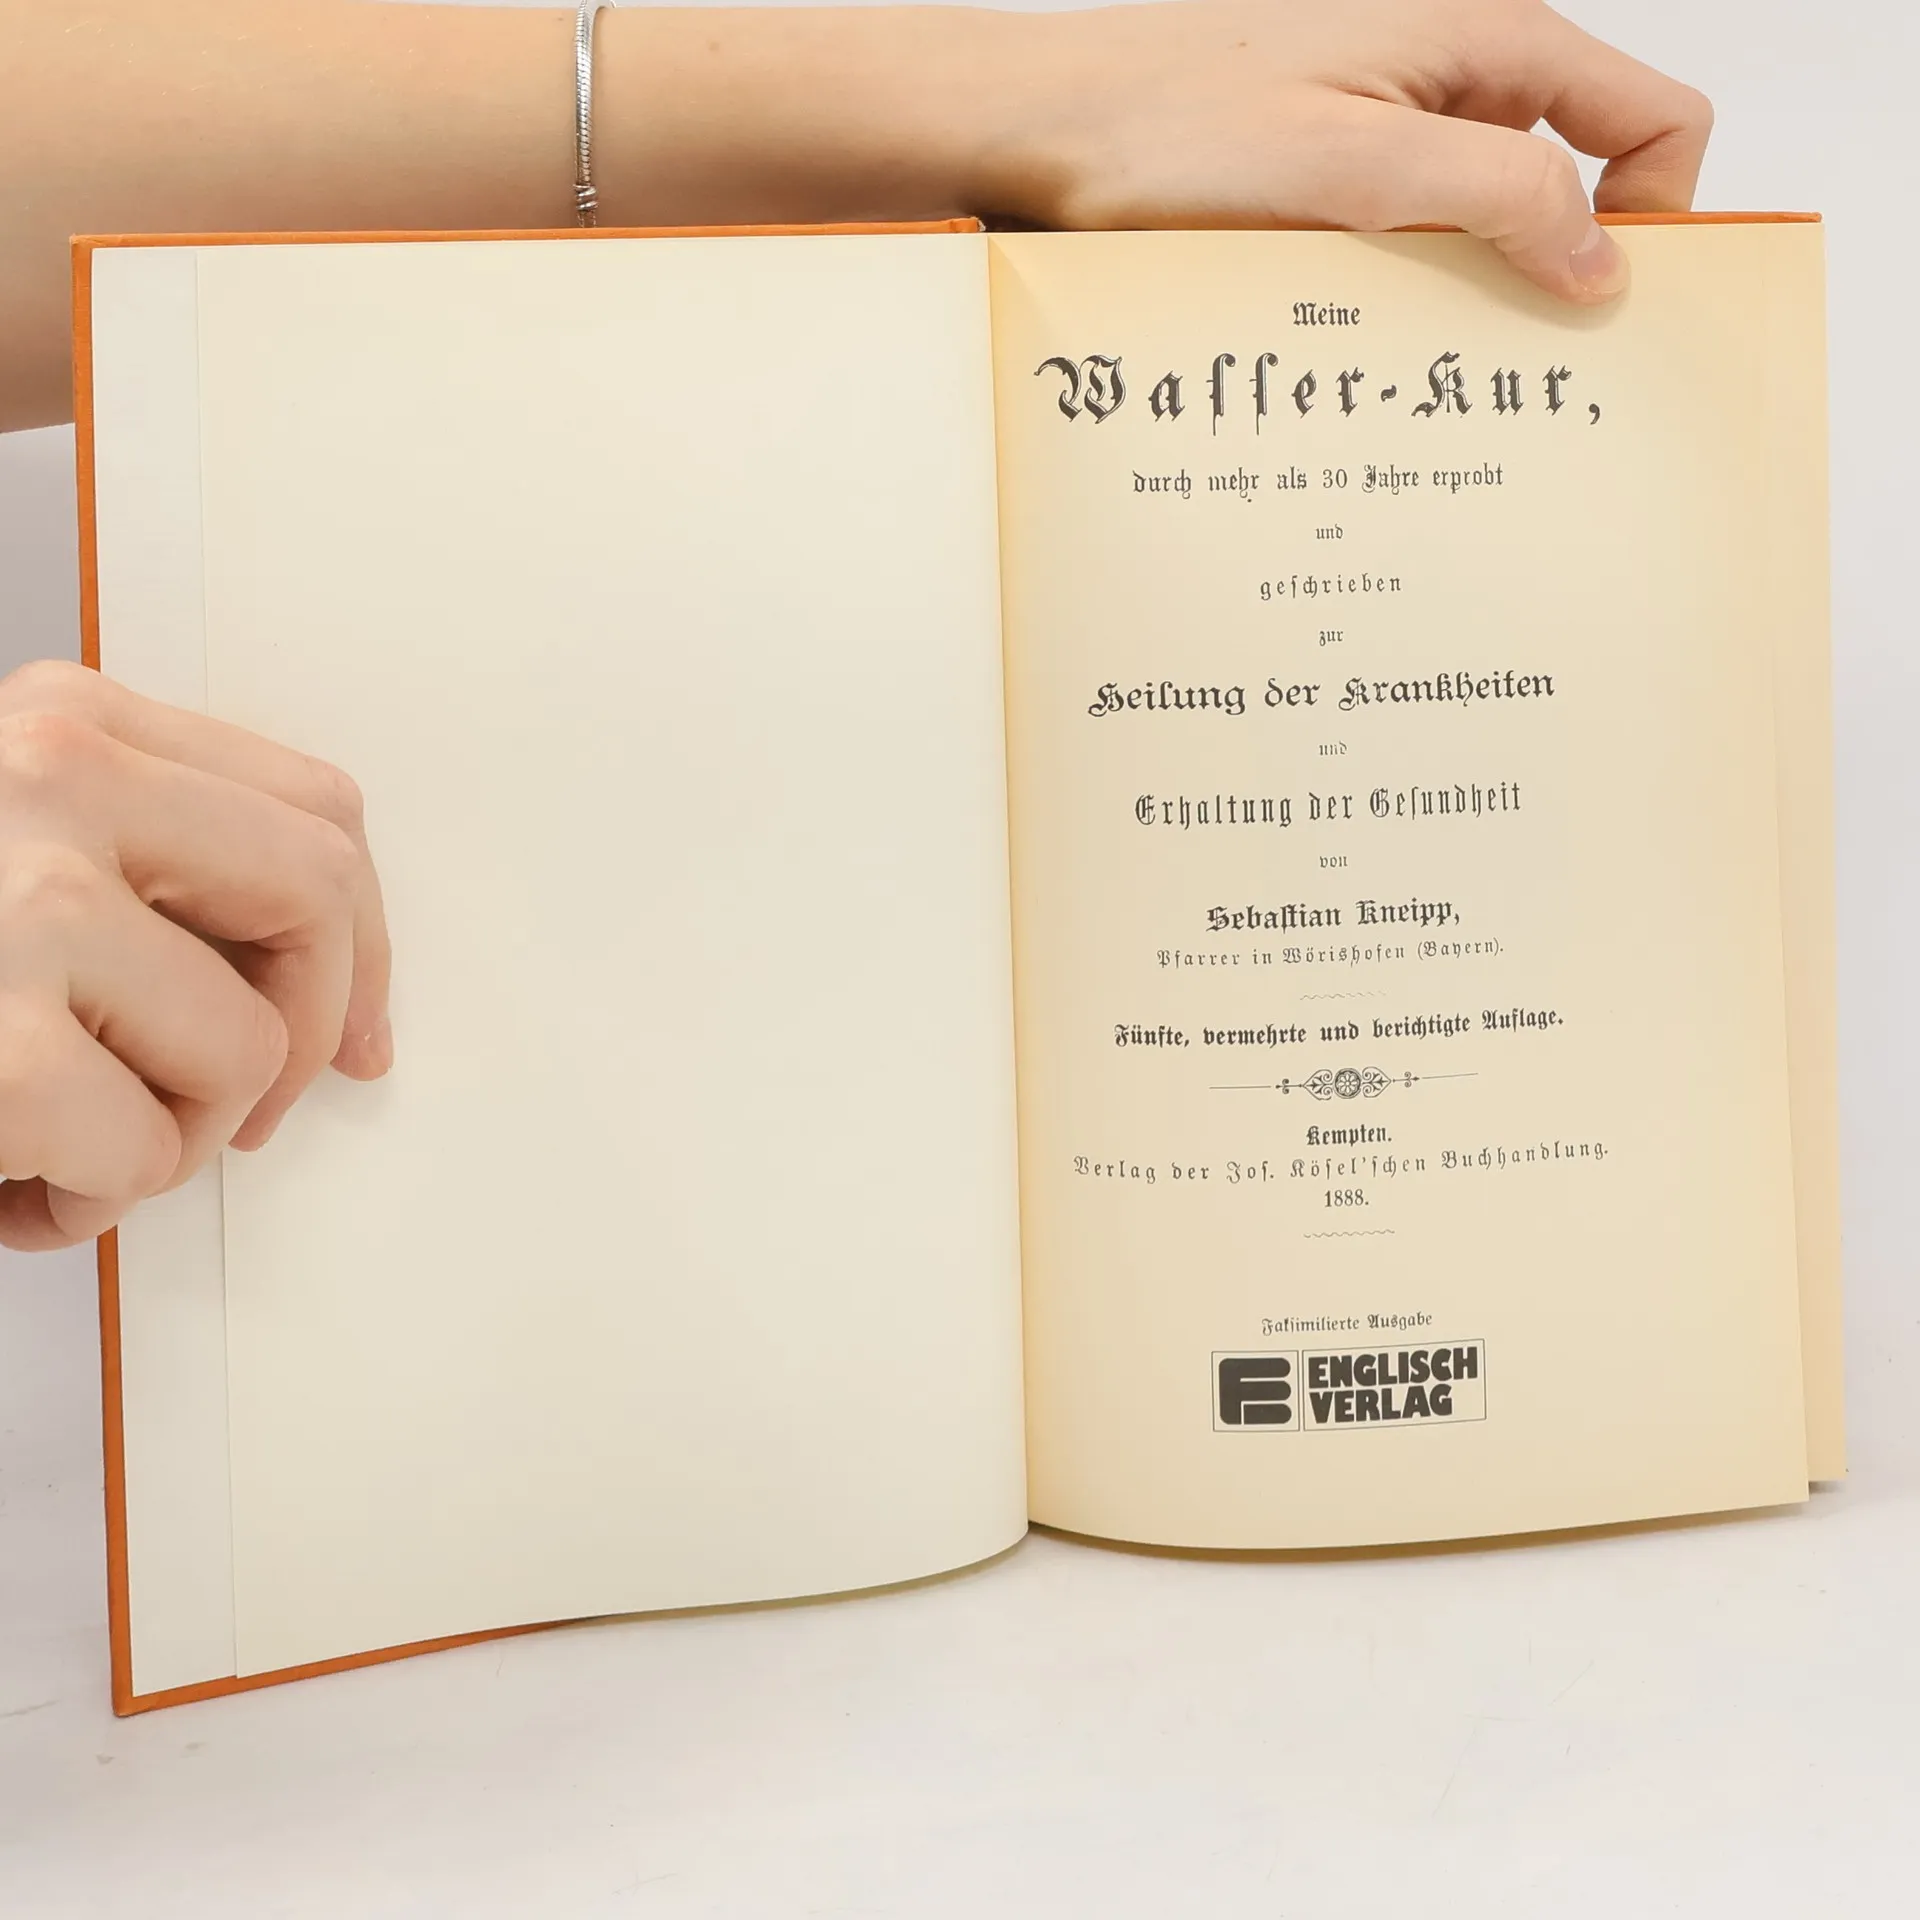 Meine
Waſſer-Kur,
durch mehr als 30 Jahre erprobt
und
geſchrieben
zur
Heilung der Krankheiten
und
Erhaltung der Geſundheit
von
Sebaſtian Kneipp,
Pfarrer in Wörishofen (Bayern).
Fünfte, vermehrte und berichtigte Auflage.
Kempten.
Verlag der Joſ. Köſel'ſchen Buchhandlung.
1888.
Fakſimilierte Ausgabe
ENGLISCH
VERLAG